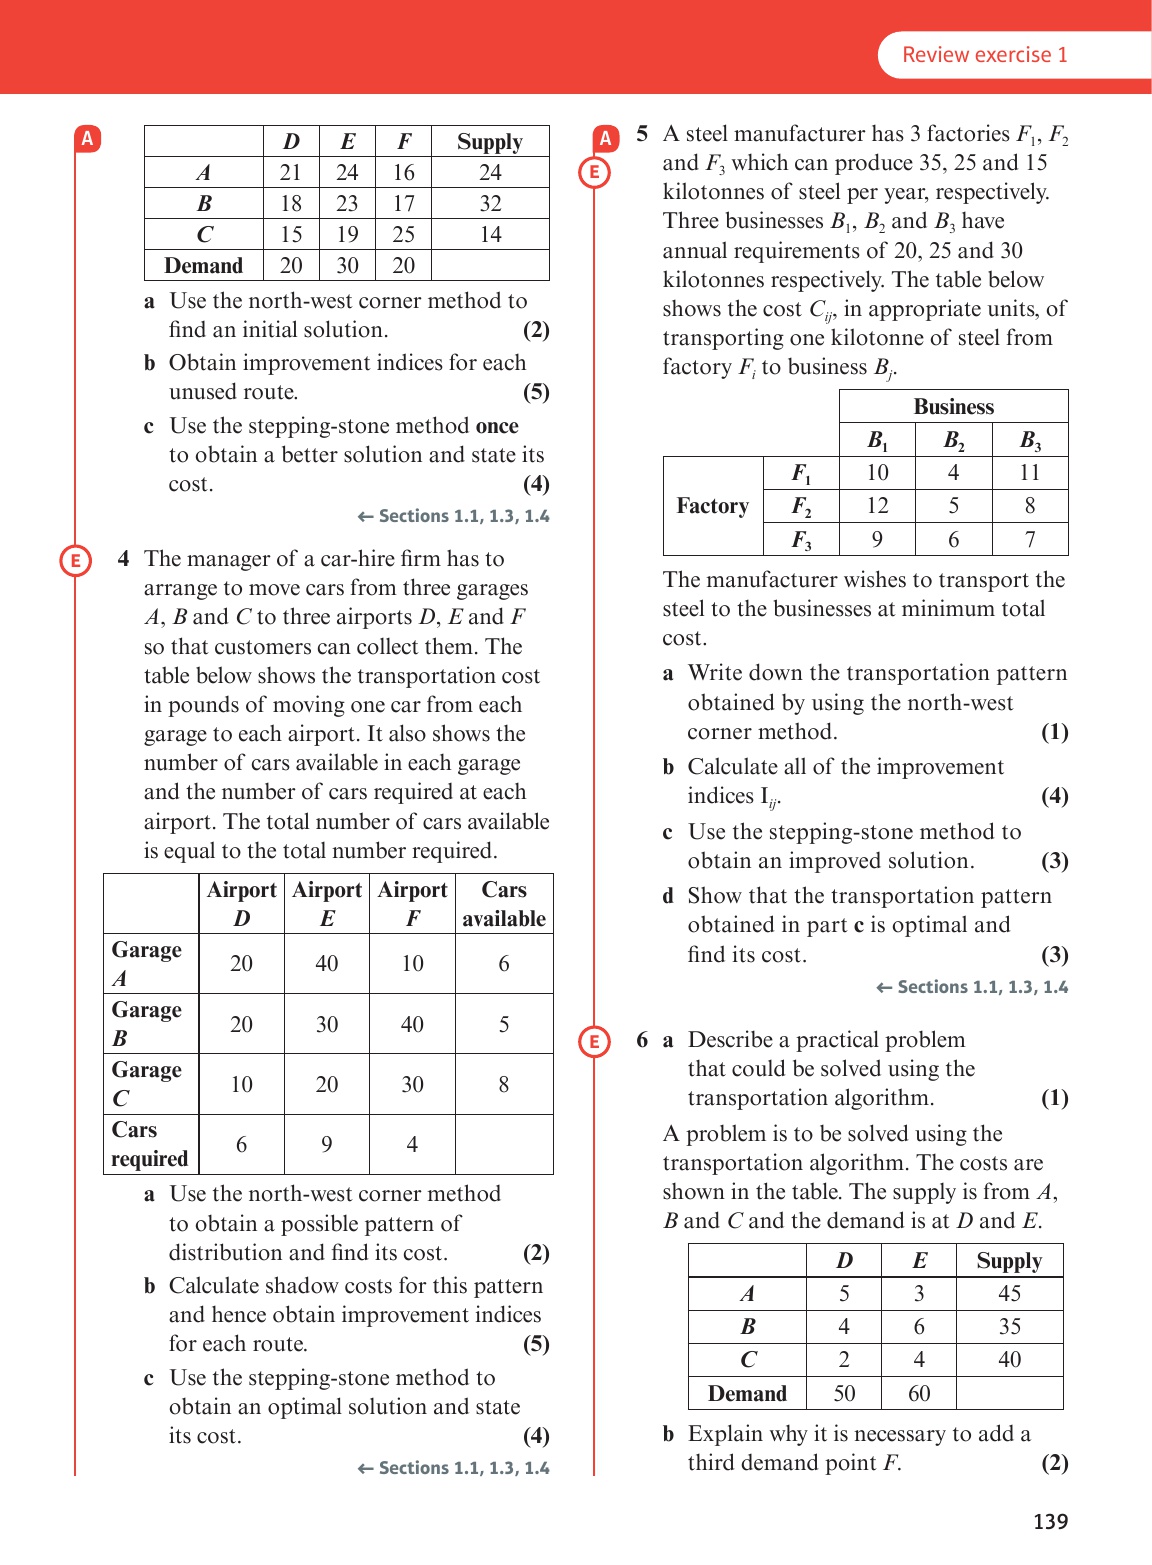 Review exercise 1
A
D E F Supply
A 21 24 16 24
B 18 23 17 32
C 15 19 25 14
Demand 20 30 20
a Use the north-west corner method to
find an initial solution. (2)
b Obtain improvement indices for each
unused route. (5)
c Use the stepping-stone method once
to obtain a better solution and state its
cost. (4)
← Sections 1.1, 1.3, 1.4
E 4 The manager of a car-hire firm has to
arrange to move cars from three garages
A, B and C to three airports D, E and F
so that customers can collect them. The
table below shows the transportation cost
in pounds of moving one car from each
garage to each airport. It also shows the
number of cars available in each garage
and the number of cars required at each
airport. The total number of cars available
is equal to the total number required.
Airport Airport Airport Cars
D E F available
Garage
A 20 40 10 6
Garage
B 20 30 40 5
Garage
C 10 20 30 8
Cars
required 6 9 4
a Use the north-west corner method
to obtain a possible pattern of
distribution and find its cost. (2)
b Calculate shadow costs for this pattern
and hence obtain improvement indices
for each route. (5)
c Use the stepping-stone method to
obtain an optimal solution and state
its cost. (4)
← Sections 1.1, 1.3, 1.4
A 5 A steel manufacturer has 3 factories F₁, F₂
E and F₃ which can produce 35, 25 and 15
kilotonnes of steel per year, respectively.
Three businesses B₁, B₂ and B₃ have
annual requirements of 20, 25 and 30
kilotonnes respectively. The table below
shows the cost Cᵢⱼ, in appropriate units, of
transporting one kilotonne of steel from
factory Fᵢ to business Bⱼ.
Business
B₁ B₂ B₃
F₁ 10 4 11
Factory F₂ 12 5 8
F₃ 9 6 7
The manufacturer wishes to transport the
steel to the businesses at minimum total
cost.
a Write down the transportation pattern
obtained by using the north-west
corner method. (1)
b Calculate all of the improvement
indices Iᵢⱼ. (4)
c Use the stepping-stone method to
obtain an improved solution. (3)
d Show that the transportation pattern
obtained in part c is optimal and
find its cost. (3)
← Sections 1.1, 1.3, 1.4
E 6 a Describe a practical problem
that could be solved using the
transportation algorithm. (1)
A problem is to be solved using the
transportation algorithm. The costs are
shown in the table. The supply is from A,
B and C and the demand is at D and E.
D E Supply
A 5 3 45
B 4 6 35
C 2 4 40
Demand 50 60
b Explain why it is necessary to add a
third demand point F. (2)
139